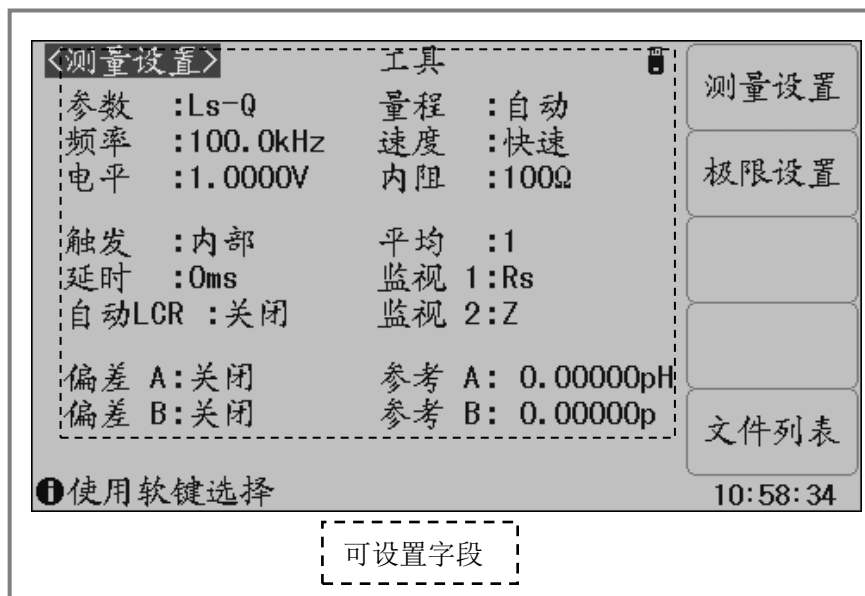 <测量设置> 工具
参数 :Ls-Q 量程 :自动
频率 :100.0kHz 速度 :快速
电平 :1.0000V 内阻 :100Ω
触发 :内部 平均 :1
延时 :0ms 监视 1:Rs
自动LCR :关闭 监视 2:Z
偏差 A:关闭 参考 A: 0.00000pH
偏差 B:关闭 参考 B: 0.00000p
使用软键选择
测量设置
极限设置
文件列表
10:58:34
可设置字段